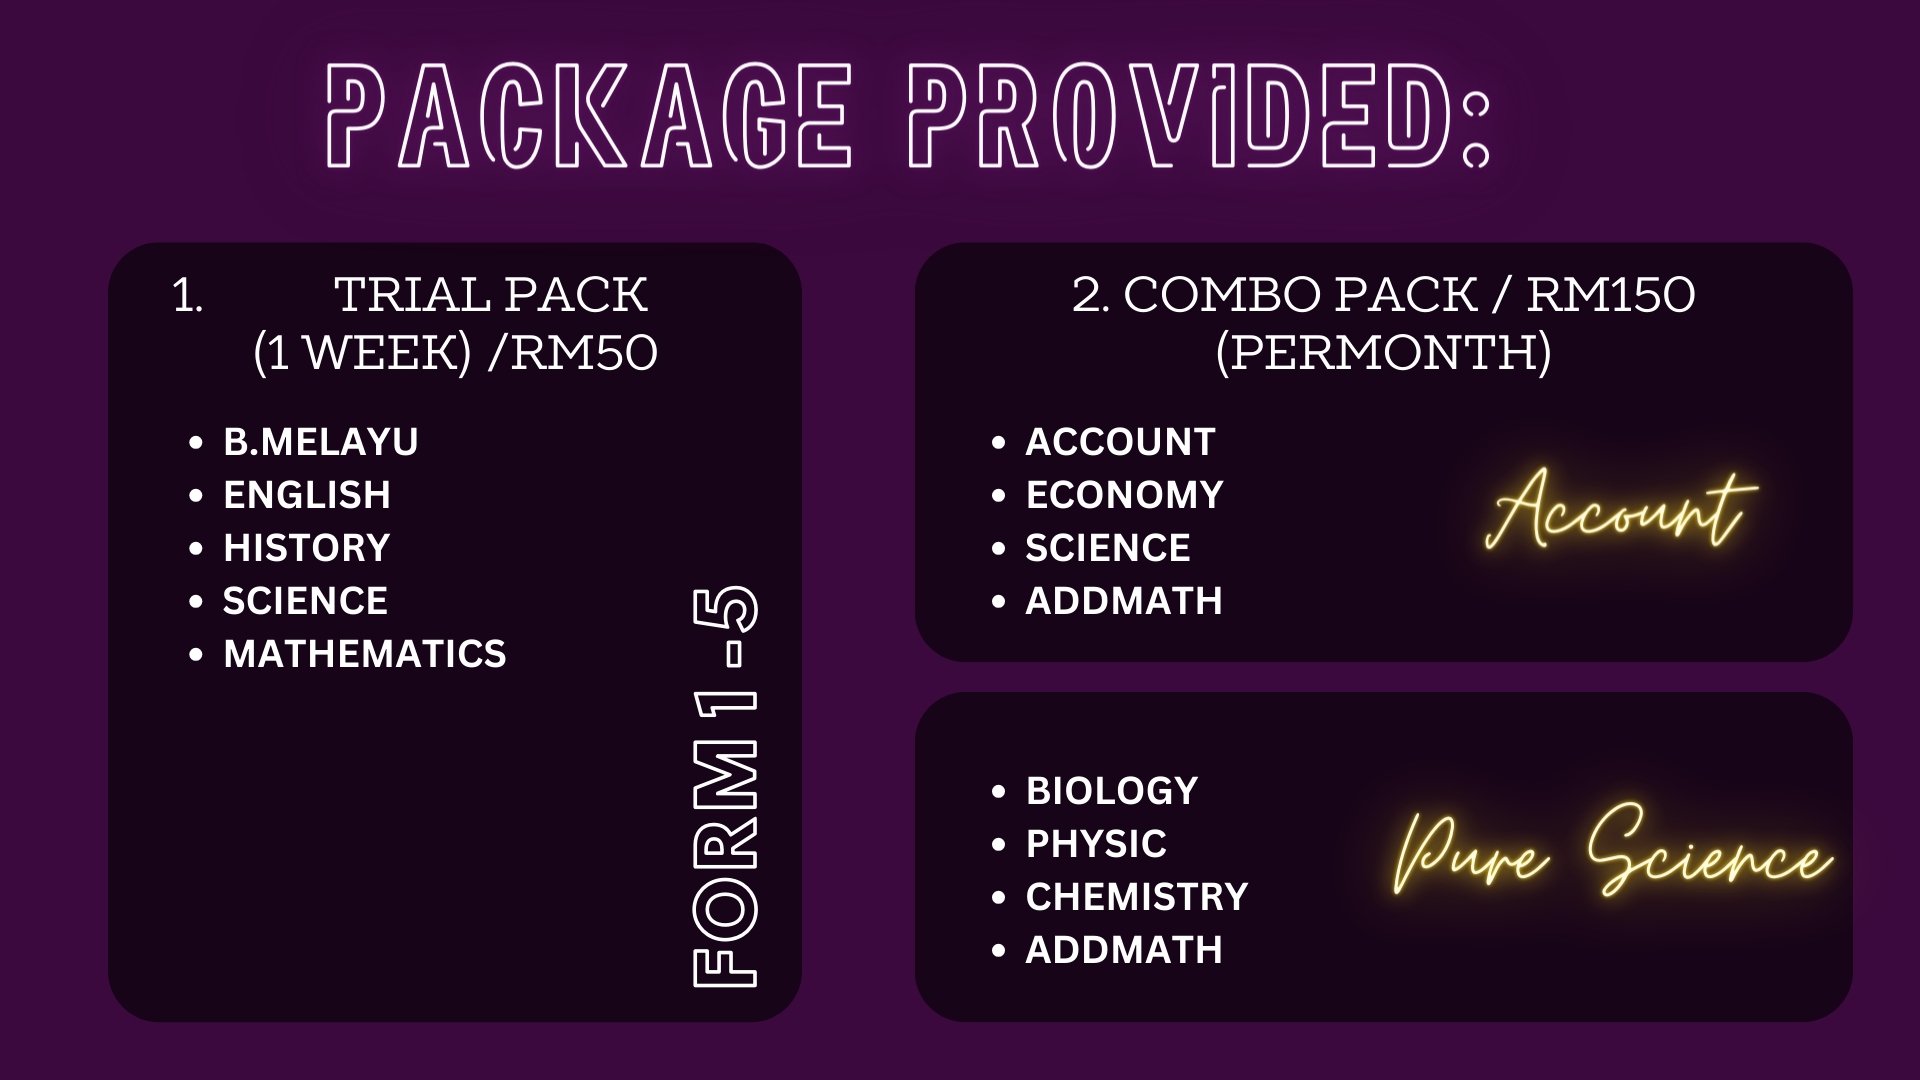 PACKAGE PROVIDED:
1. TRIAL PACK
(1 WEEK) /RM50
• B.MELAYU
• ENGLISH
• HISTORY
• SCIENCE
• MATHEMATICS
FORM 1 -5
2. COMBO PACK / RM150
(PERMONTH)
• ACCOUNT
• ECONOMY
• SCIENCE
• ADDMATH
Account
• BIOLOGY
• PHYSIC
• CHEMISTRY
• ADDMATH
Pure Science